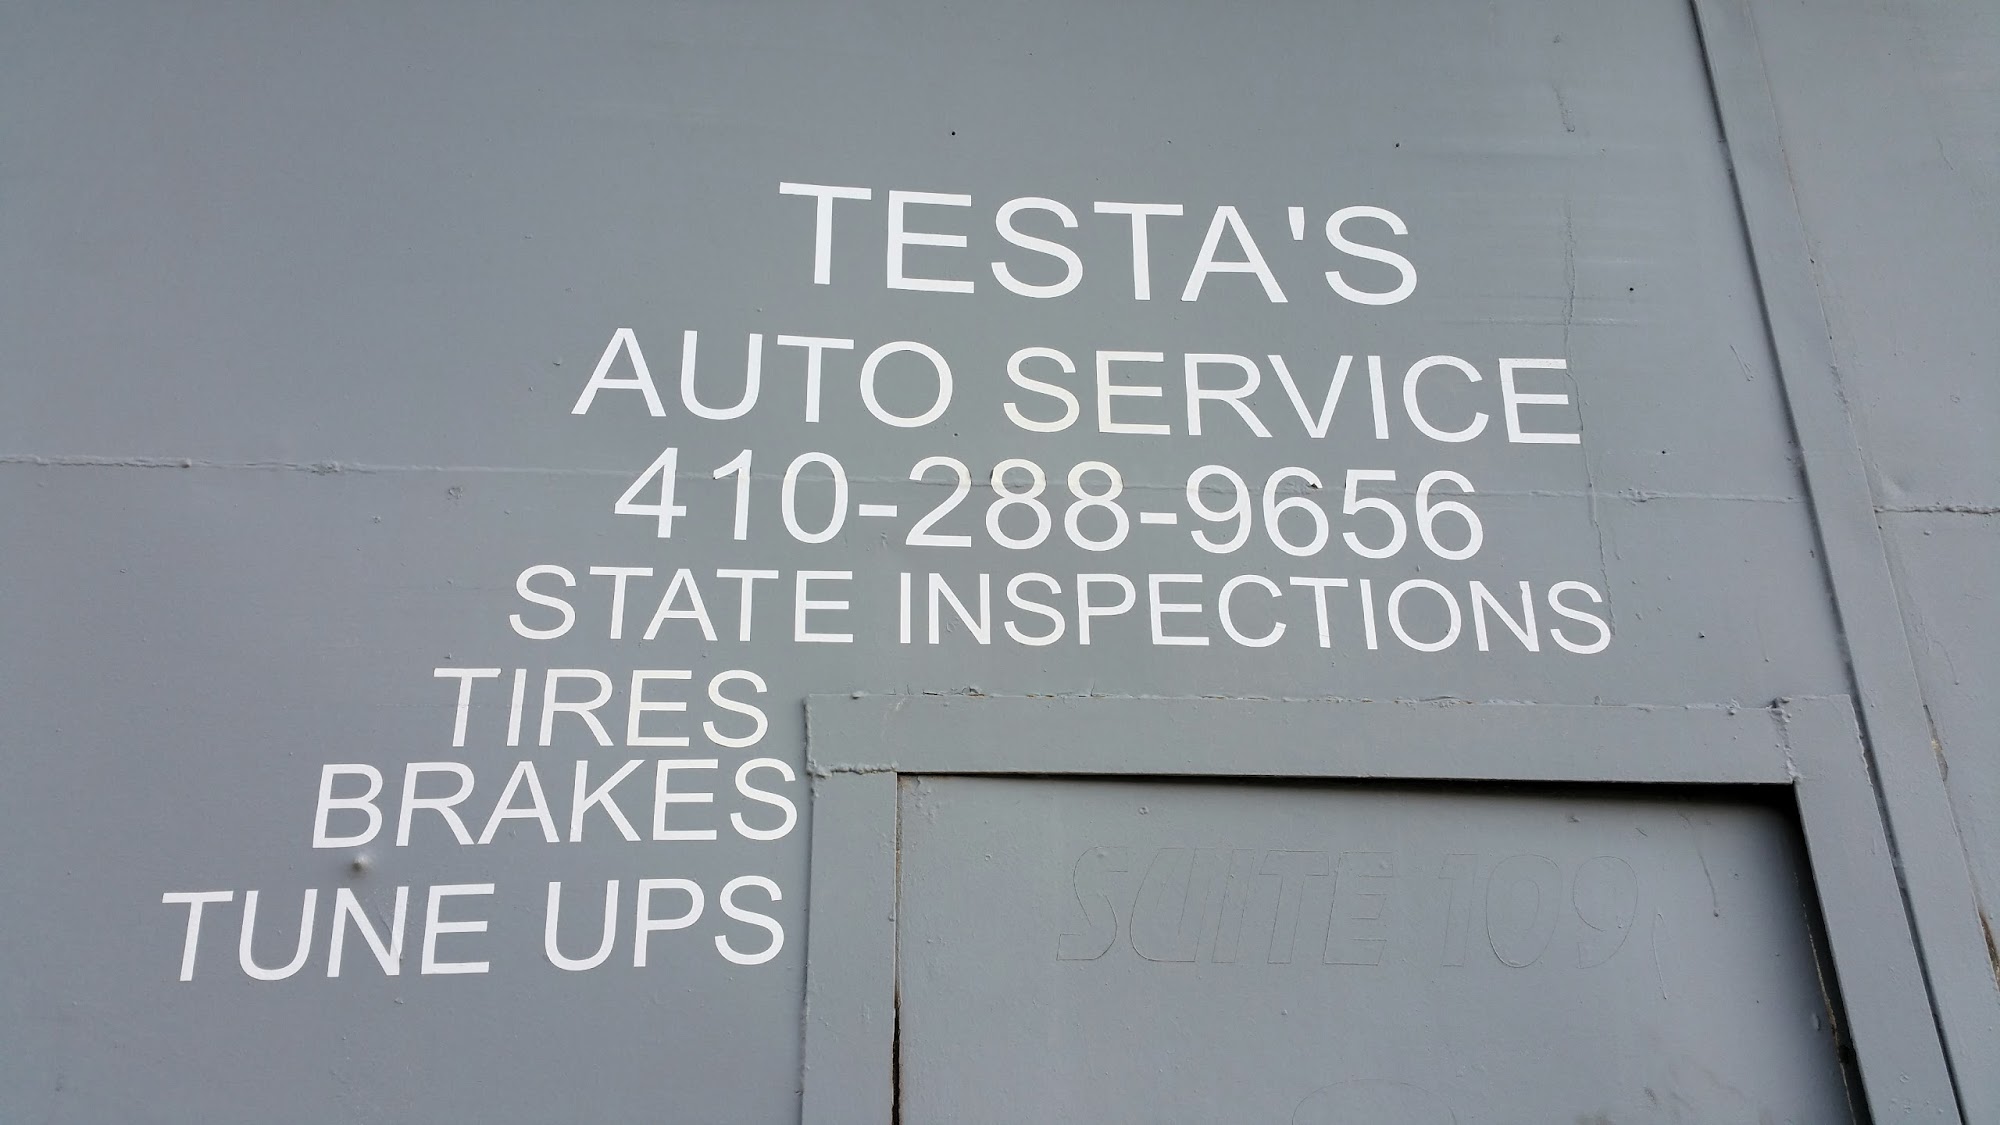 TESTA'S
AUTO SERVICE
410-288-9656
STATE INSPECTIONS
TIRES
BRAKES
TUNE UPS
SUITE 109